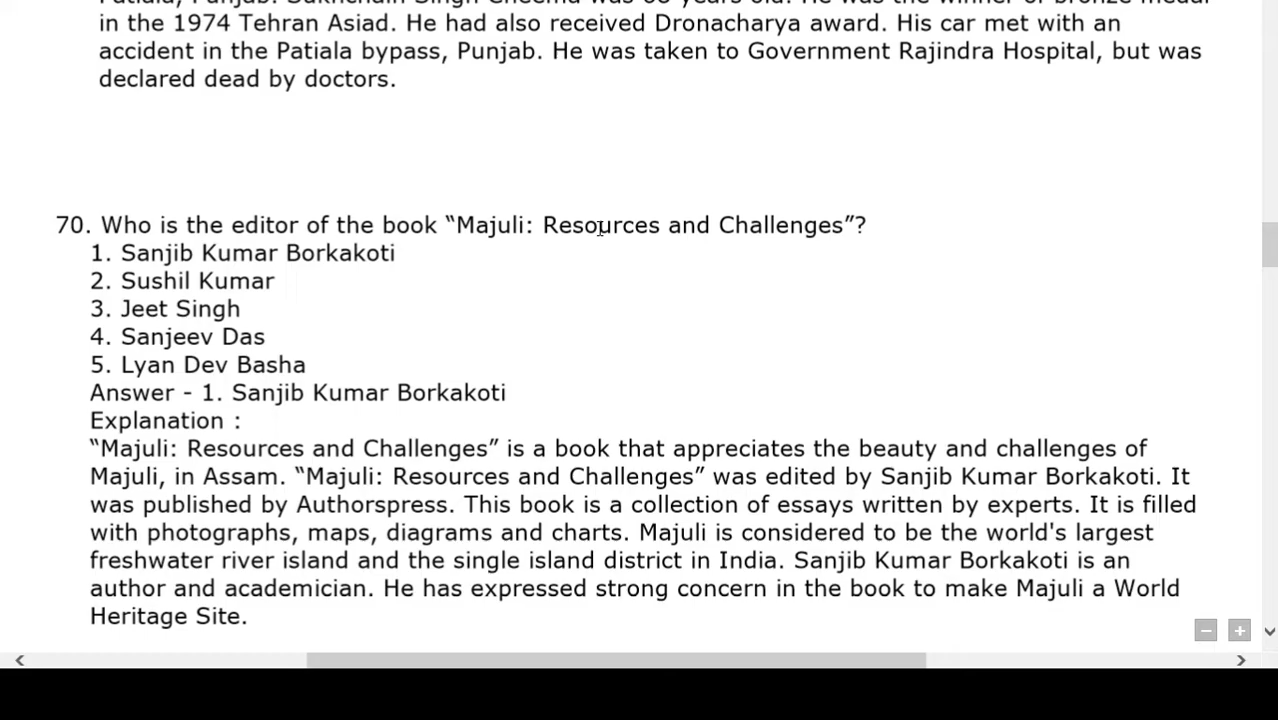 Patiala, Punjab. Sukhchain Singh Cheema was 68 years old. He was the winner of bronze medal
in the 1974 Tehran Asiad. He had also received Dronacharya award. His car met with an
accident in the Patiala bypass, Punjab. He was taken to Government Rajindra Hospital, but was
declared dead by doctors.
70. Who is the editor of the book “Majuli: Resources and Challenges”?
1. Sanjib Kumar Borkakoti
2. Sushil Kumar
3. Jeet Singh
4. Sanjeev Das
5. Lyan Dev Basha
Answer - 1. Sanjib Kumar Borkakoti
Explanation :
“Majuli: Resources and Challenges” is a book that appreciates the beauty and challenges of
Majuli, in Assam. “Majuli: Resources and Challenges” was edited by Sanjib Kumar Borkakoti. It
was published by Authorspress. This book is a collection of essays written by experts. It is filled
with photographs, maps, diagrams and charts. Majuli is considered to be the world's largest
freshwater river island and the single island district in India. Sanjib Kumar Borkakoti is an
author and academician. He has expressed strong concern in the book to make Majuli a World
Heritage Site.